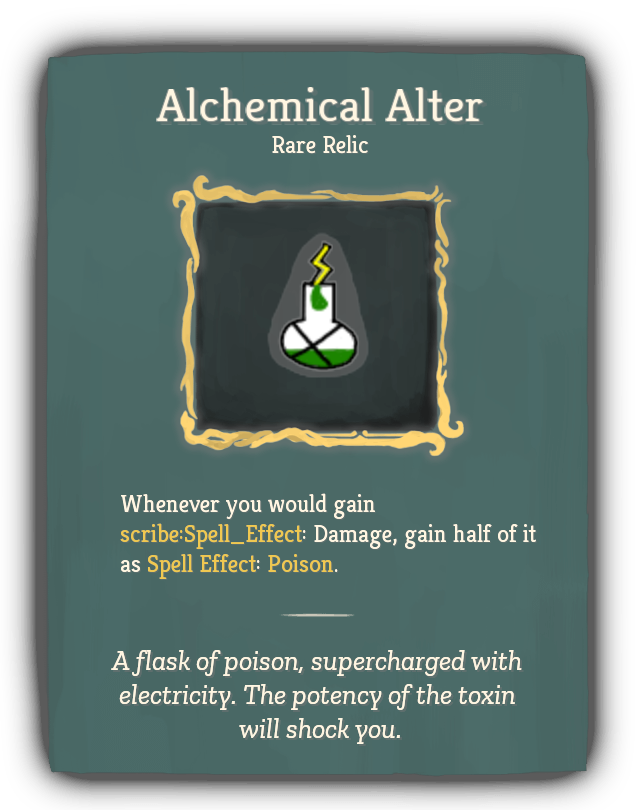 Alchemical Alter
Rare Relic
Whenever you would gain
scribe:Spell_Effect: Damage, gain half of it
as Spell Effect: Poison.
A flask of poison, supercharged with
electricity. The potency of the toxin
will shock you.